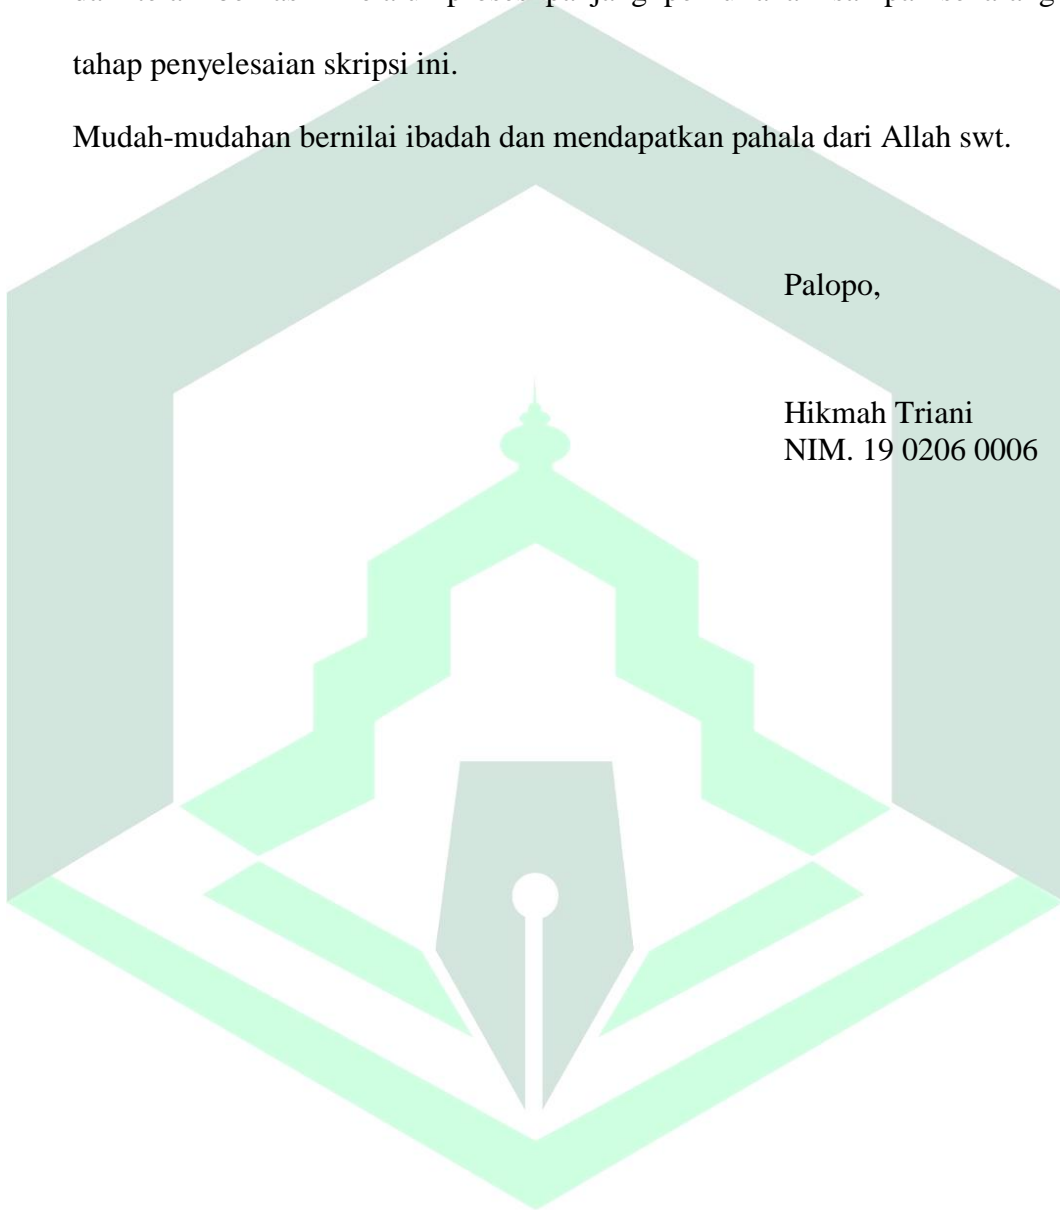 tahap penyelesaian skripsi ini.
Mudah-mudahan bernilai ibadah dan mendapatkan pahala dari Allah swt.
Palopo,
Hikmah Triani
NIM. 19 0206 0006